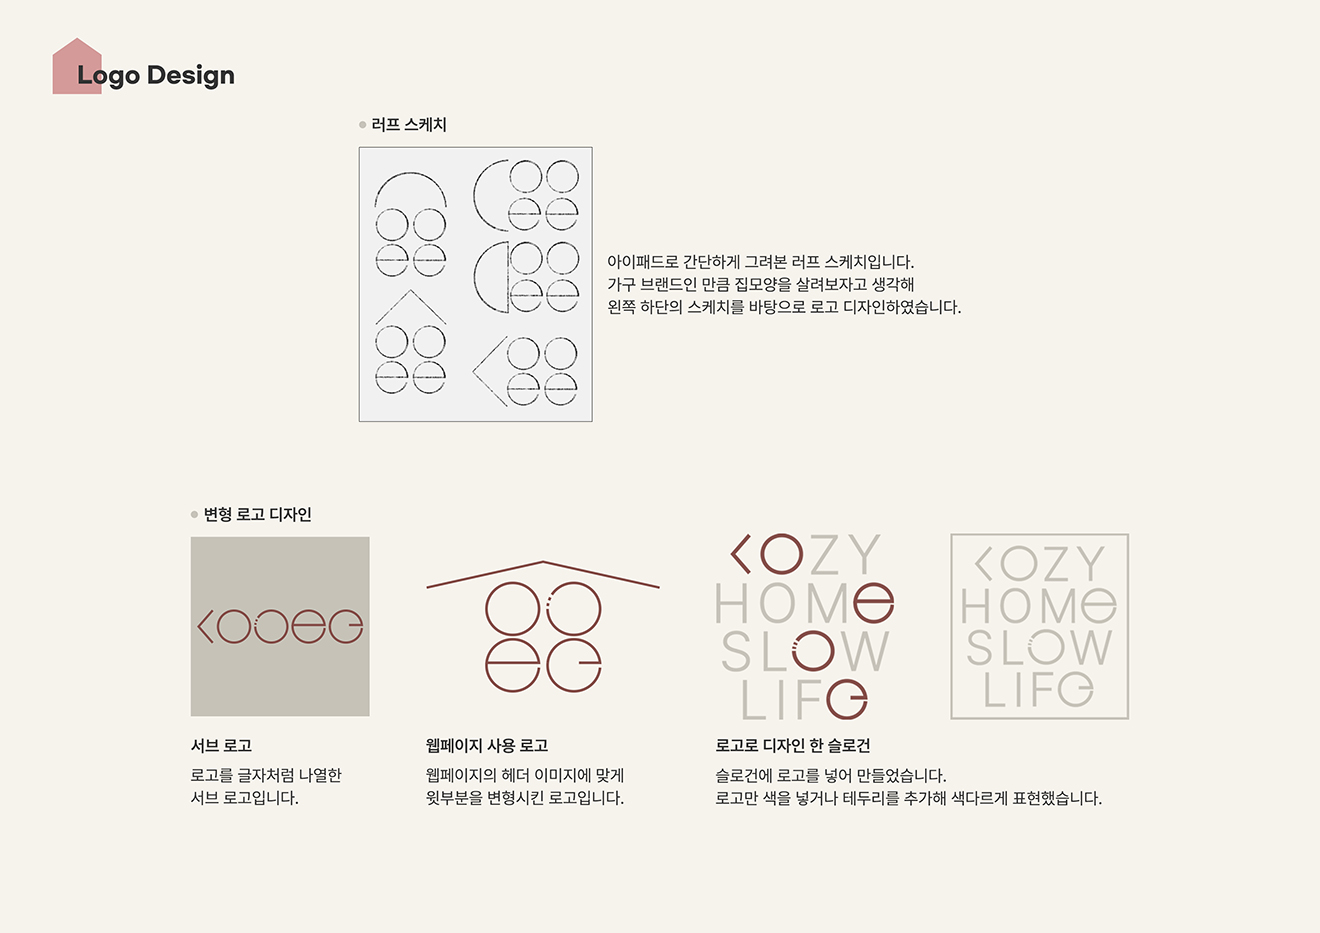 Logo Design
러프 스케치
아이패드로 간단하게 그려본 러프 스케치입니다.
가구 브랜드인 만큼 집모양을 살려보자고 생각해
왼쪽 하단의 스케치를 바탕으로 로고 디자인하였습니다.
변형 로고 디자인
cooee
ooee
COZY
HOMe
SLOW
LIFe
COZY
HOMe
SLOW
LIFe
서브 로고
로고를 글자처럼 나열한
서브 로고입니다.
웹페이지 사용 로고
웹페이지의 헤더 이미지에 맞게
윗부분을 변형시킨 로고입니다.
로고로 디자인 한 슬로건
슬로건에 로고를 넣어 만들었습니다.
로고만 색을 넣거나 테두리를 추가해 색다르게 표현했습니다.